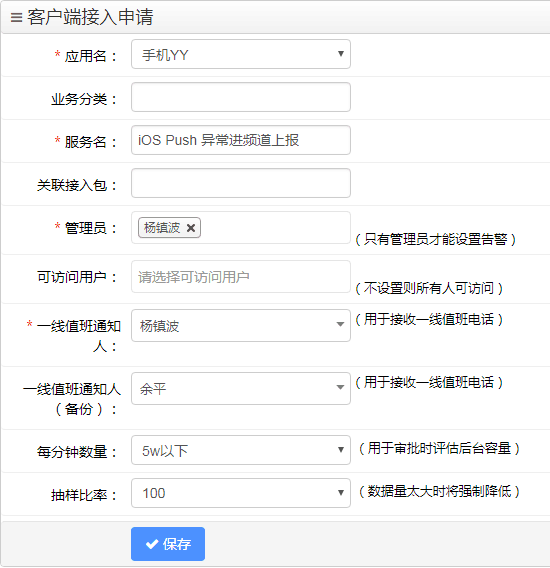 客户端接入申请
* 应用名： 手机YY
业务分类：
* 服务名： iOS Push 异常进频道上报
关联接入包：
* 管理员： 杨镇波 ✖ （只有管理员才能设置告警）
可访问用户： 请选择可访问用户 （不设置则所有人可访问）
* 一线值班通知 杨镇波 （用于接收一线值班电话）
人：
一线值班通知人 余平 （用于接收一线值班电话）
（备份）：
每分钟数量： 5w以下 （用于审批时评估后台容量）
抽样比率： 100 （数据量太大时将强制降低）
保存